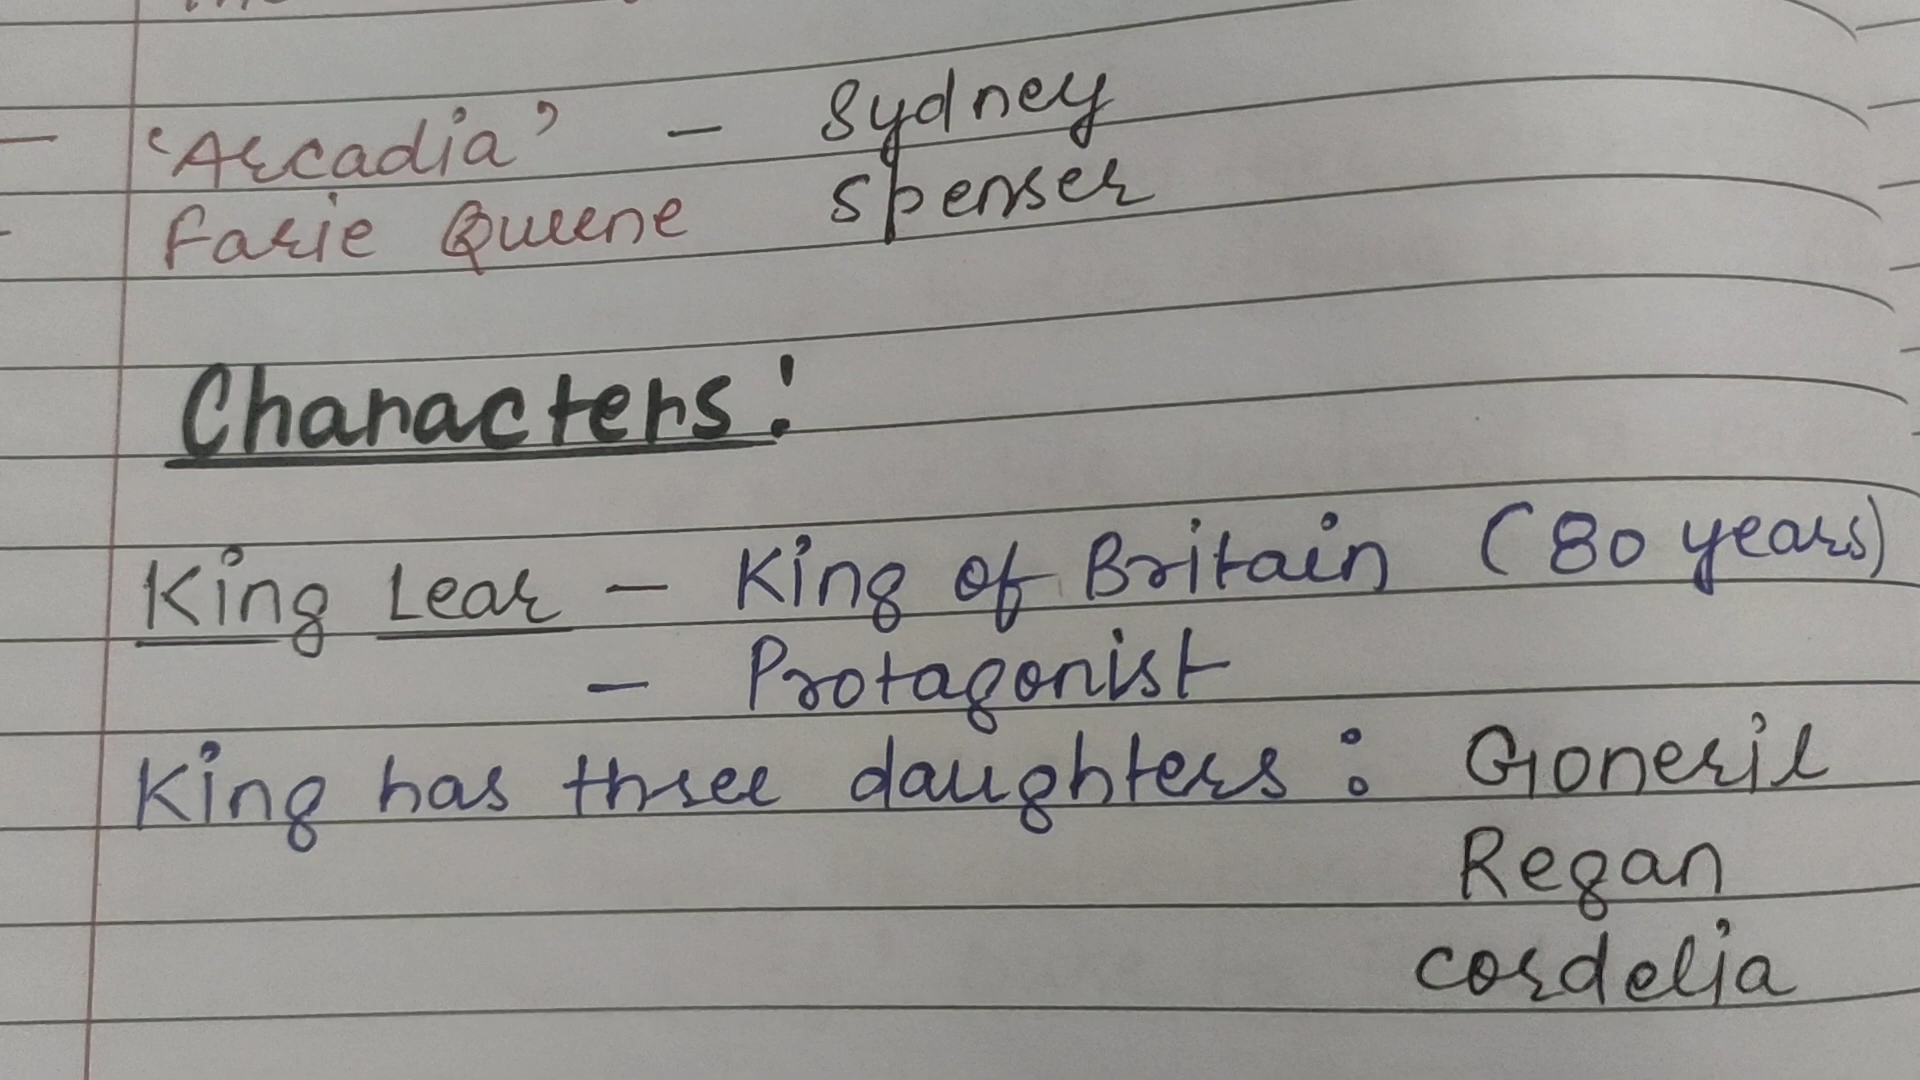 — 'Arcadia' – Sydney
- Farie Queene Spenser
Characters:
King Lear – King of Britain (80 years)
– Protagonist
King has three daughters : Goneril
Regan
Cordelia